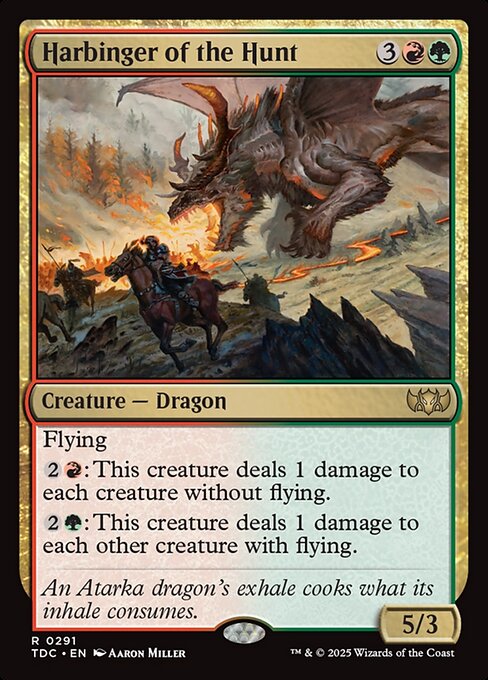 Harbinger of the Hunt 3
Creature — Dragon
Flying
2 : This creature deals 1 damage to
each creature without flying.
2 : This creature deals 1 damage to
each other creature with flying.
An Atarka dragon's exhale cooks what its
inhale consumes.
5/3
R 0291
TDC • EN Aaron Miller
™ & © 2025 Wizards of the Coast